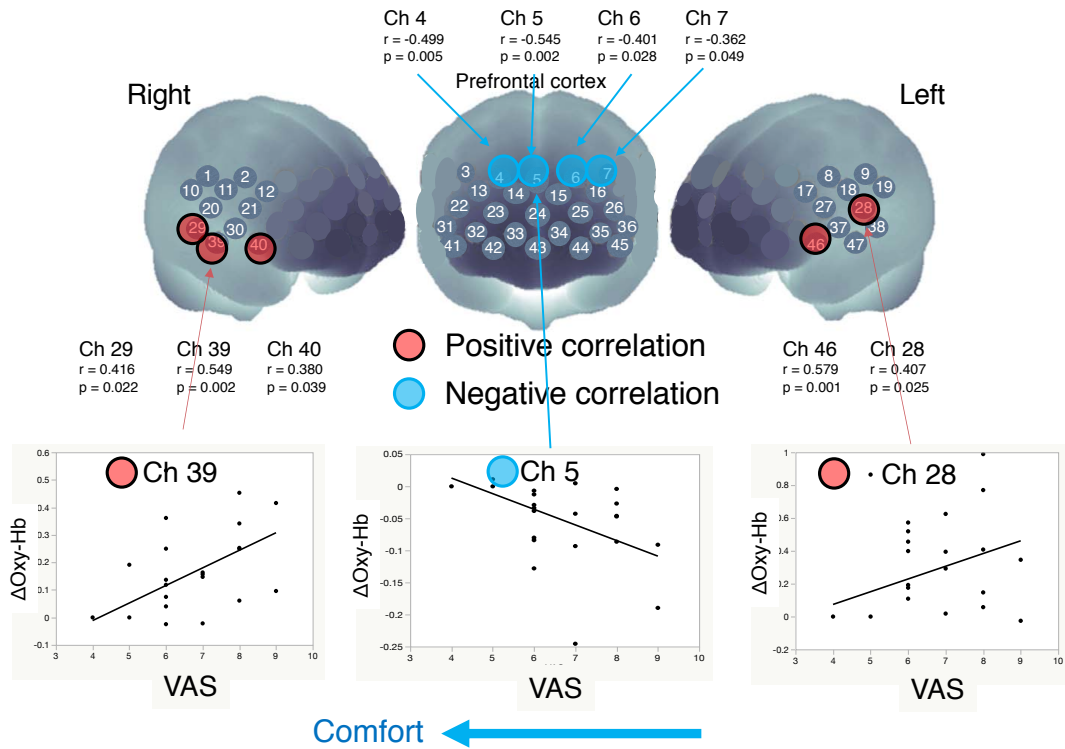 Ch 4 Ch 5 Ch 6 Ch 7
r = -0.499 r = -0.545 r = -0.401 r = -0.362
p = 0.005 p = 0.002 p = 0.028 p = 0.049
Prefrontal cortex
Right
Left
1 2
10 11 12
20 21
29 30
39 40
3 4 5 6 7
13 14 15 16
22 23 24 25 26
31 32 33 34 35 36
41 42 43 44 45
8 9
17 18 19
27 28
37 38
46 47
Positive correlation
Negative correlation
Ch 29 Ch 39 Ch 40
r = 0.416 r = 0.549 r = 0.380
p = 0.022 p = 0.002 p = 0.039
Ch 46 Ch 28
r = 0.579 r = 0.407
p = 0.001 p = 0.025
Ch 39
ΔOxy-Hb
0.6
0.5
0.4
0.3
0.2
0.1
0
-0.1
3 4 5 6 7 8 9 10
VAS
Ch 5
ΔOxy-Hb
0.05
0
-0.05
-0.1
-0.15
-0.2
-0.25
3 4 5 6 7 8 9 10
VAS
Ch 28
ΔOxy-Hb
1
0.8
0.6
0.4
0.2
0
-0.2
3 4 5 6 7 8 9 10
VAS
Comfort